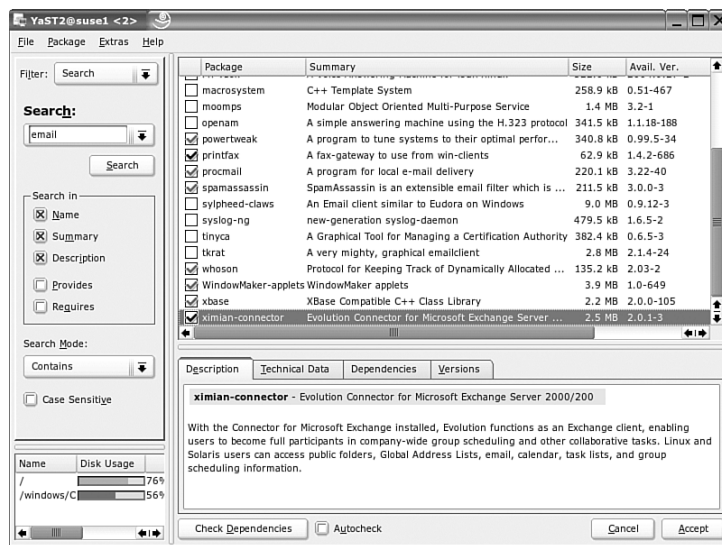 YaST2@suse1 <2>
File Package Extras Help
Filter: Search
Search:
email
Search
Search in
Name
Summary
Description
Provides
Requires
Search Mode:
Contains
Case Sensitive
Name Disk Usage
/ 76%
/windows/C 56%
Package Summary Size Avail. Ver.
macrosystem C++ Template System 258.9 kB 0.51-467
moomps Modular Object Oriented Multi-Purpose Service 1.4 MB 3.2-1
openam A simple answering machine using the H.323 protocol 341.5 kB 1.1.18-188
powertweak A program to tune systems to their optimal perfor... 340.8 kB 0.99.5-34
printfax A fax-gateway to use from win-clients 62.9 kB 1.4.2-686
procmail A program for local e-mail delivery 220.1 kB 3.22-40
spamassassin SpamAssassin is an extensible email filter which is ... 211.5 kB 3.0.0-3
sylpheed-claws An Email client similar to Eudora on Windows 9.0 MB 0.9.12-3
syslog-ng new-generation syslog-daemon 479.5 kB 1.6.5-2
tinyca A Graphical Tool for Managing a Certification Authority 382.4 kB 0.6.5-3
tkrat A very mighty, graphical emailclient 2.8 MB 2.1.4-24
whoson Protocol for Keeping Track of Dynamically Allocated ... 135.2 kB 2.03-2
WindowMaker-applets WindowMaker applets 3.9 MB 1.0-649
xbase XBase Compatible C++ Class Library 2.2 MB 2.0.0-105
ximian-connector Evolution Connector for Microsoft Exchange Server ... 2.5 MB 2.0.1-3
Description Technical Data Dependencies Versions
ximian-connector - Evolution Connector for Microsoft Exchange Server 2000/200
With the Connector for Microsoft Exchange installed, Evolution functions as an Exchange client, enabling
users to become full participants in company-wide group scheduling and other collaborative tasks. Linux and
Solaris users can access public folders, Global Address Lists, email, calendar, task lists, and group
scheduling information.
Check Dependencies Autocheck Cancel Accept